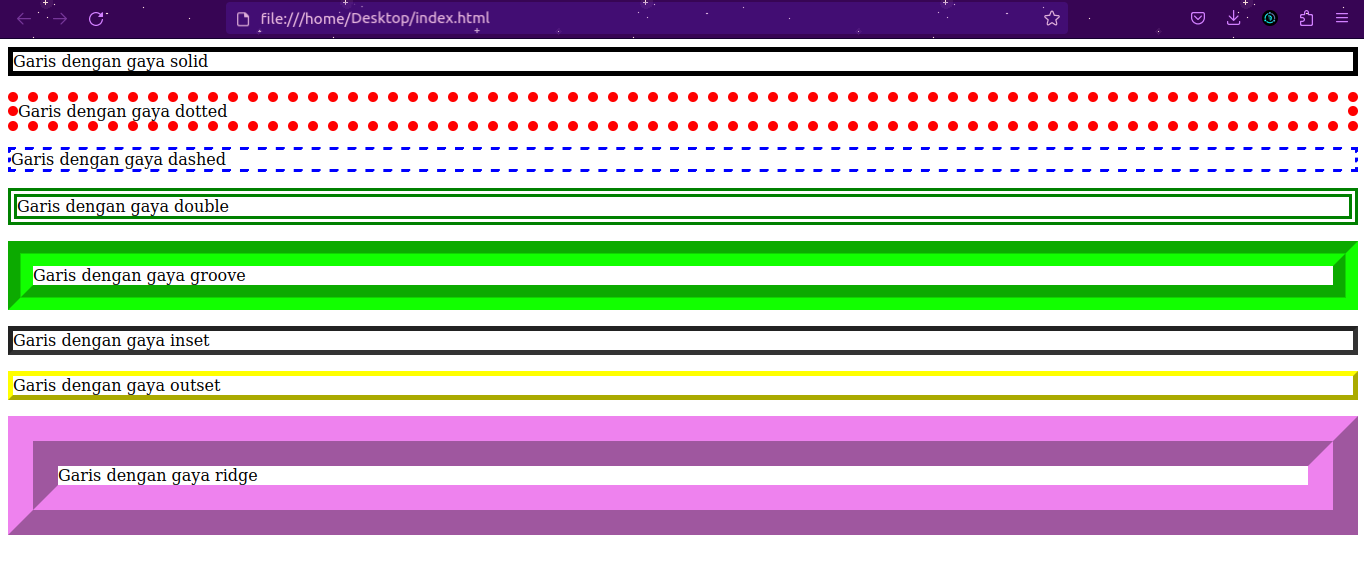 file:///home/Desktop/index.html
Garis dengan gaya solid
Garis dengan gaya dotted
Garis dengan gaya dashed
Garis dengan gaya double
Garis dengan gaya groove
Garis dengan gaya inset
Garis dengan gaya outset
Garis dengan gaya ridge